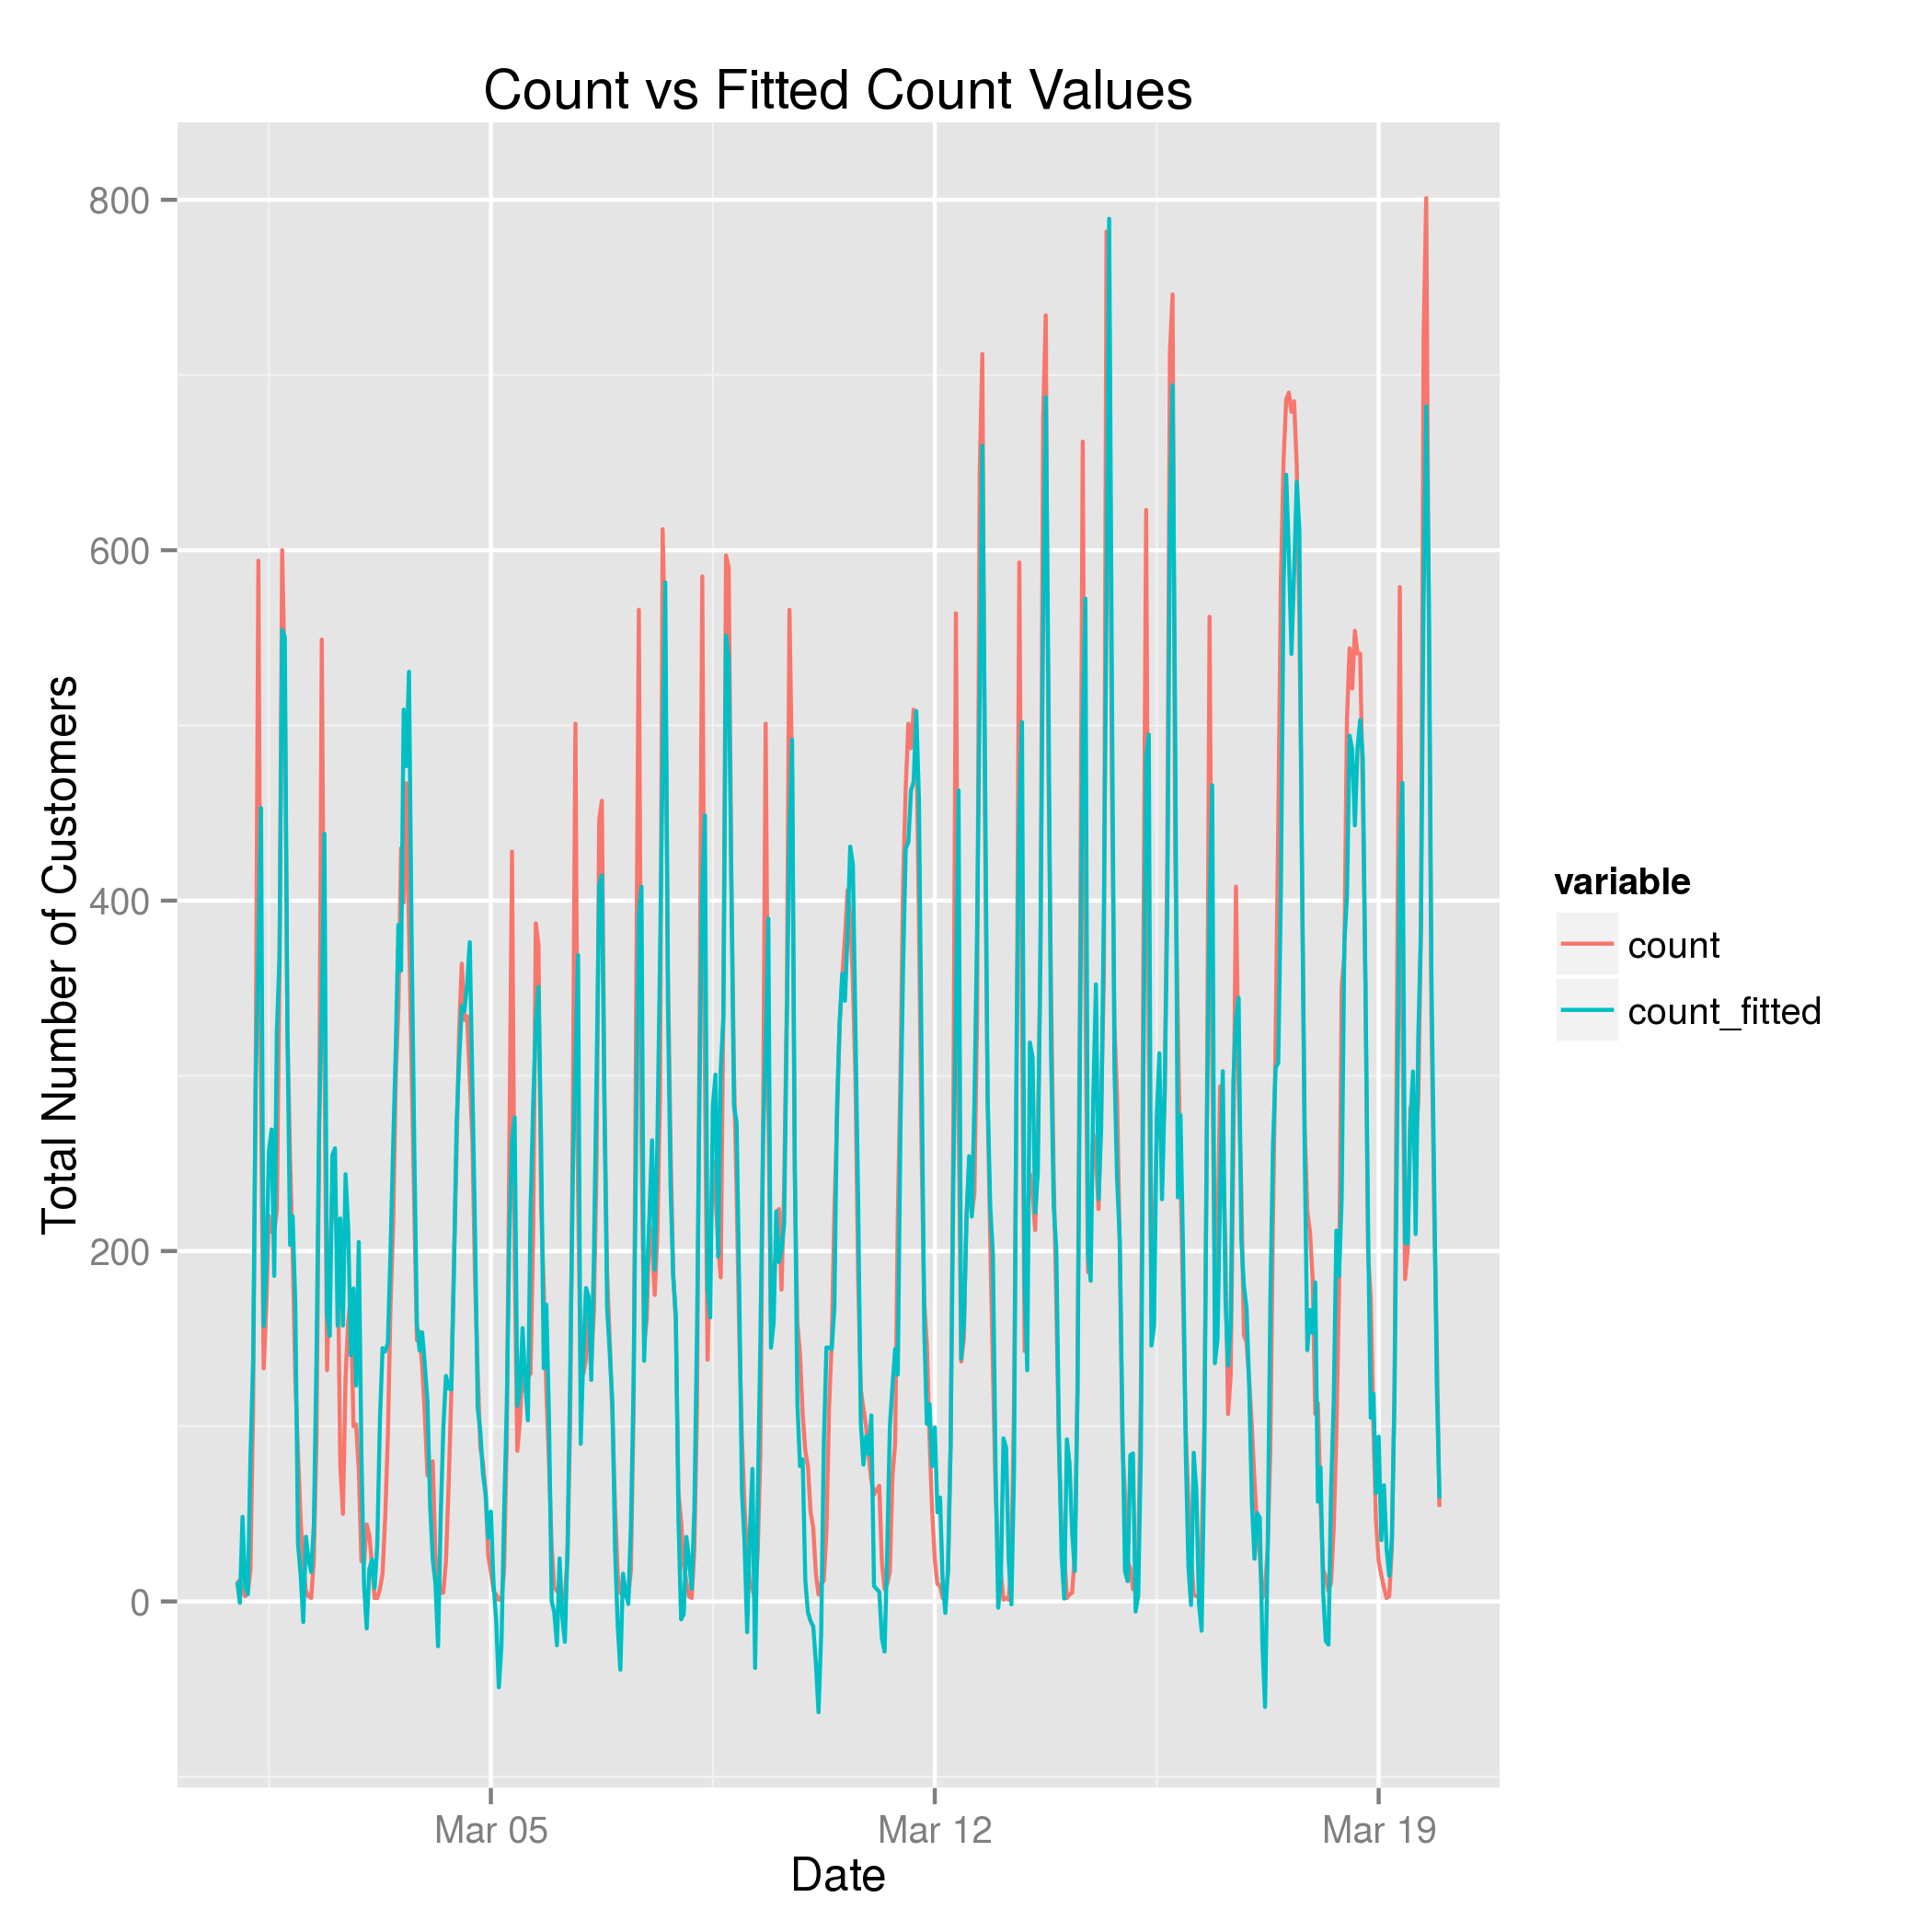 Count vs Fitted Count Values
800
600
400
200
0
Total Number of Customers
Mar 05
Mar 12
Mar 19
Date
variable
count
count_fitted